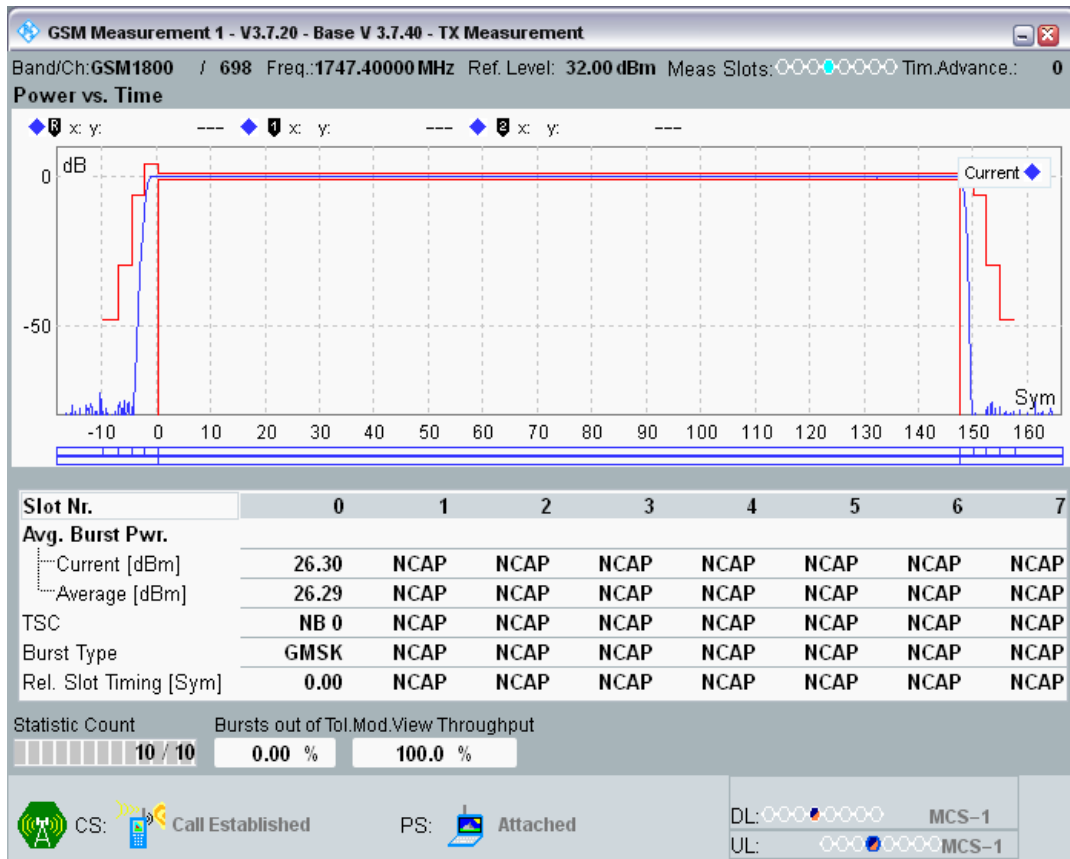 GSM Measurement 1 - V3.7.20 - Base V 3.7.40 - TX Measurement
Band/Ch:GSM1800 / 698 Freq.:1747.40000 MHz Ref. Level: 32.00 dBm Meas Slots: Tim.Advance.: 0
Power vs. Time
R x: y: --- 1 x: y: --- 2 x: y: ---
dB
Current
0
-50
Sym
-10 0 10 20 30 40 50 60 70 80 90 100 110 120 130 140 150 160
Slot Nr. 0 1 2 3 4 5 6 7
Avg. Burst Pwr.
Current [dBm] 26.30 NCAP NCAP NCAP NCAP NCAP NCAP NCAP
Average [dBm] 26.29 NCAP NCAP NCAP NCAP NCAP NCAP NCAP
TSC NB 0 NCAP NCAP NCAP NCAP NCAP NCAP NCAP
Burst Type GMSK NCAP NCAP NCAP NCAP NCAP NCAP NCAP
Rel. Slot Timing [Sym] 0.00 NCAP NCAP NCAP NCAP NCAP NCAP NCAP
Statistic Count Bursts out of Tol. Mod.View Throughput
10 / 10 0.00 % 100.0 %
CS: Call Established PS: Attached
DL: MCS-1
UL: MCS-1